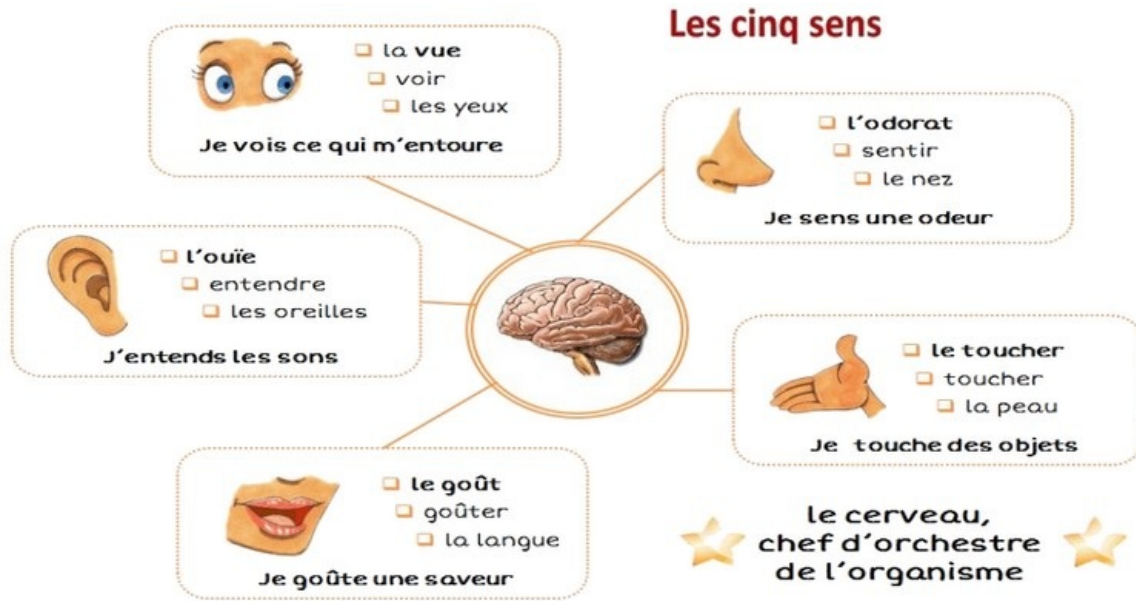 Les cinq sens
la vue
voir
les yeux
Je vois ce qui m'entoure
l'odorat
sentir
le nez
Je sens une odeur
l'ouïe
entendre
les oreilles
J'entends les sons
le toucher
toucher
la peau
Je touche des objets
le goût
goûter
la langue
Je goûte une saveur
le cerveau,
chef d'orchestre
de l'organisme